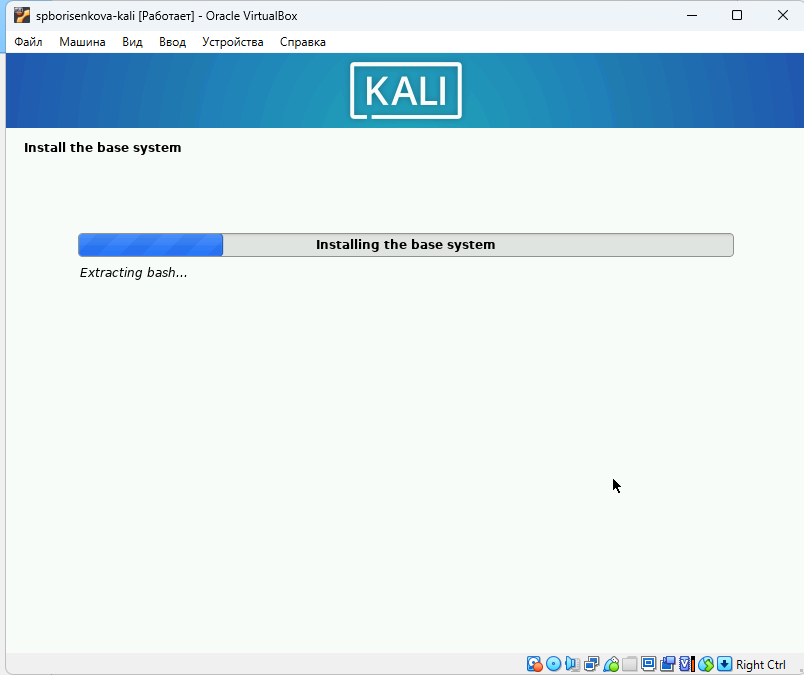 spborisenkova-kali [Работает] - Oracle VirtualBox
Файл Машина Вид Ввод Устройства Справка
KALI
Install the base system
Installing the base system
Extracting bash...
Right Ctrl